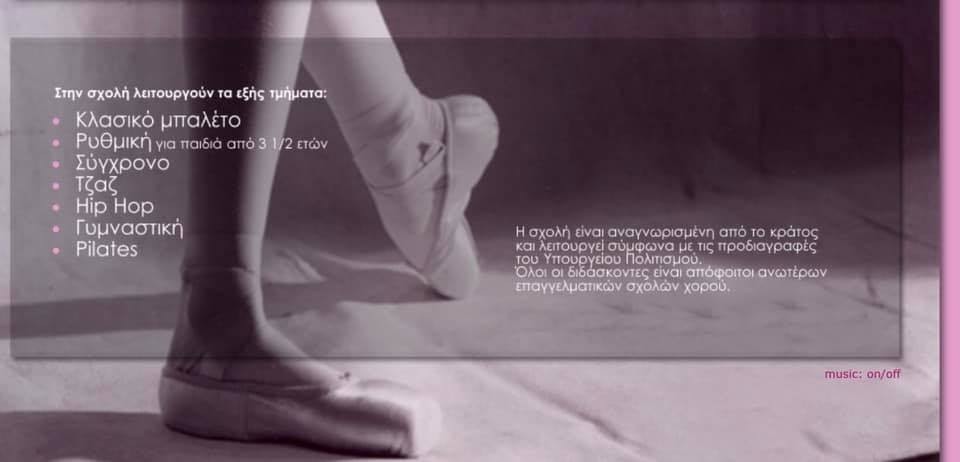 Στην σχολή λειτουργούν τα εξής τμήματα:
Κλασικό μπαλέτο
Ρυθμική για παιδιά από 3 1/2 ετών
Σύγχρονο
Τζαζ
Hip Hop
Γυμναστική
Pilates
Η σχολή είναι αναγνωρισμένη από το κράτος
και λειτουργεί σύμφωνα με τις προδιαγραφές
του Υπουργείου Πολιτισμού.
Όλοι οι διδάσκοντες είναι απόφοιτοι ανωτέρων
επαγγελματικών σχολών χορού.
music: on/off